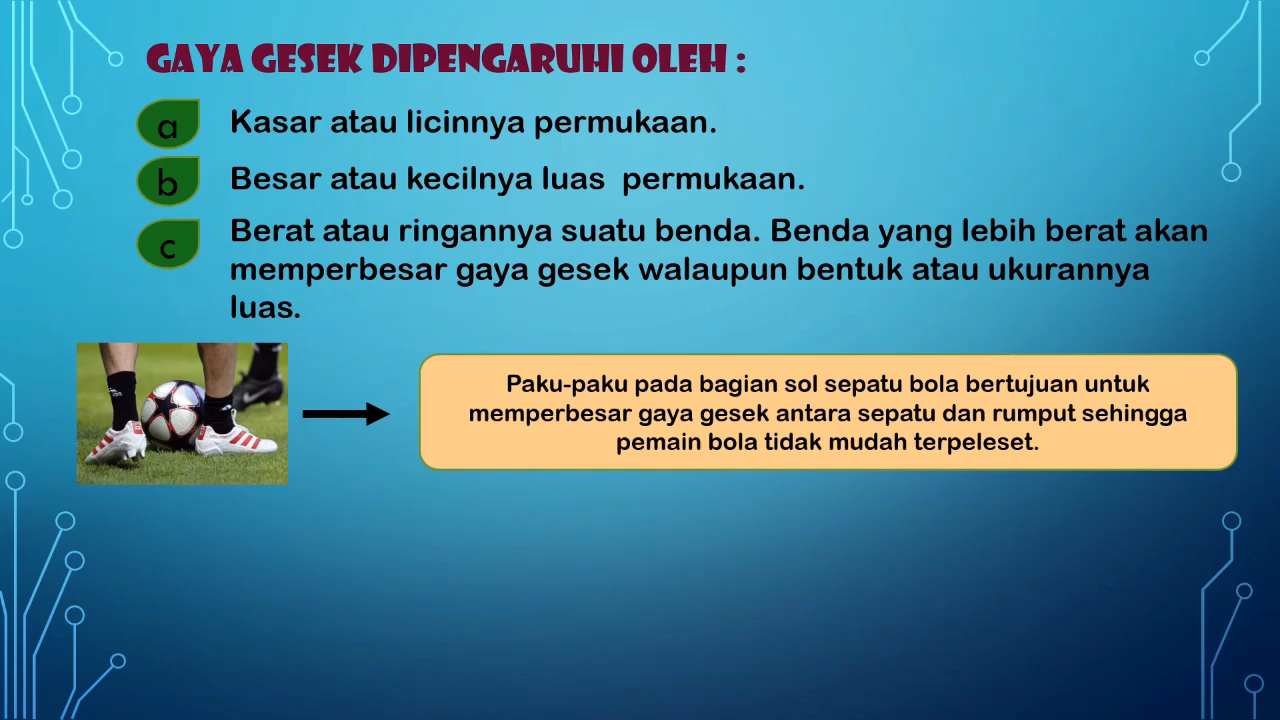 GAYA GESEK DIPENGARUHI OLEH :
a
Kasar atau licinnya permukaan.
b
Besar atau kecilnya luas  permukaan.
c
Berat atau ringannya suatu benda. Benda yang lebih berat akan
memperbesar gaya gesek walaupun bentuk atau ukurannya
luas.
Paku-paku pada bagian sol sepatu bola bertujuan untuk
memperbesar gaya gesek antara sepatu dan rumput sehingga
pemain bola tidak mudah terpeleset.